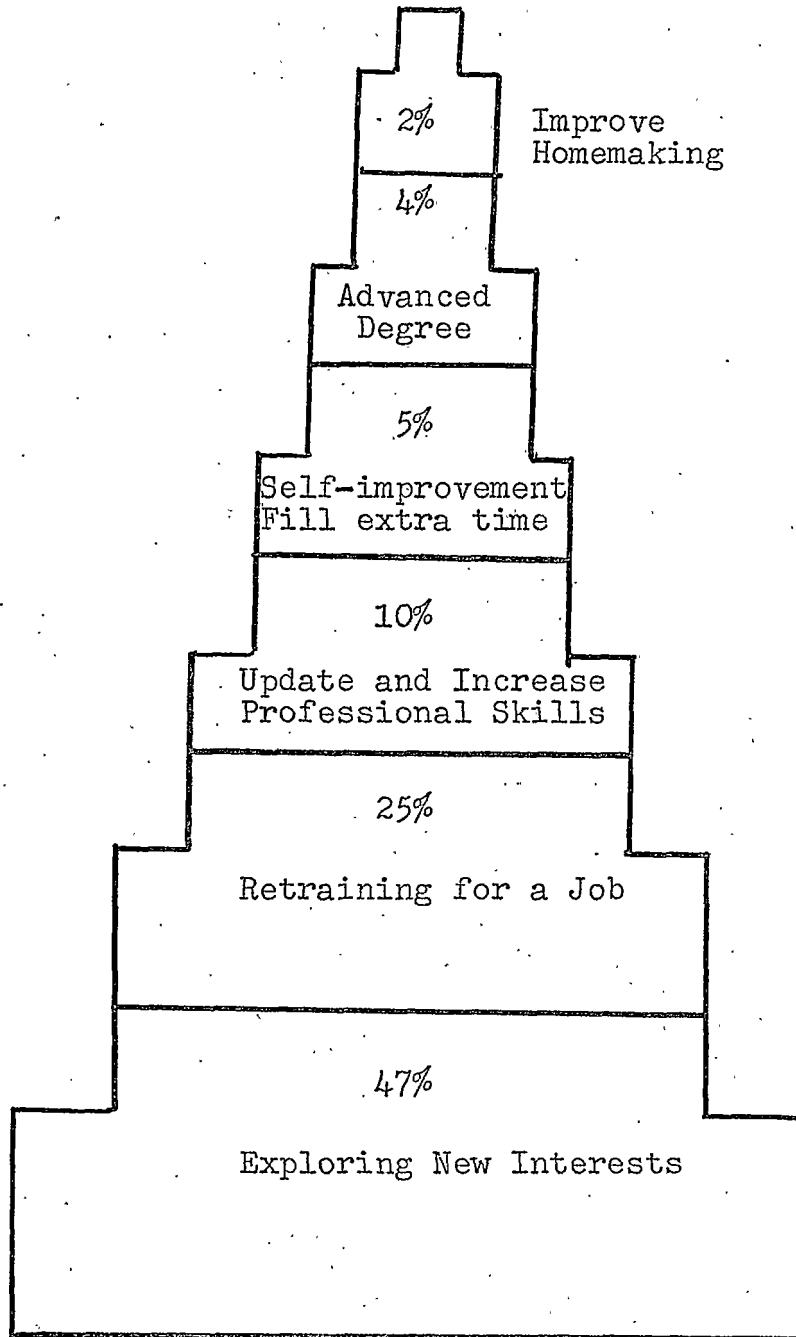 2%
Improve
Homemaking
4%
Advanced
Degree
5%
Self-improvement
Fill extra time
10%
Update and Increase
Professional Skills
25%
Retraining for a Job
47%
Exploring New Interests